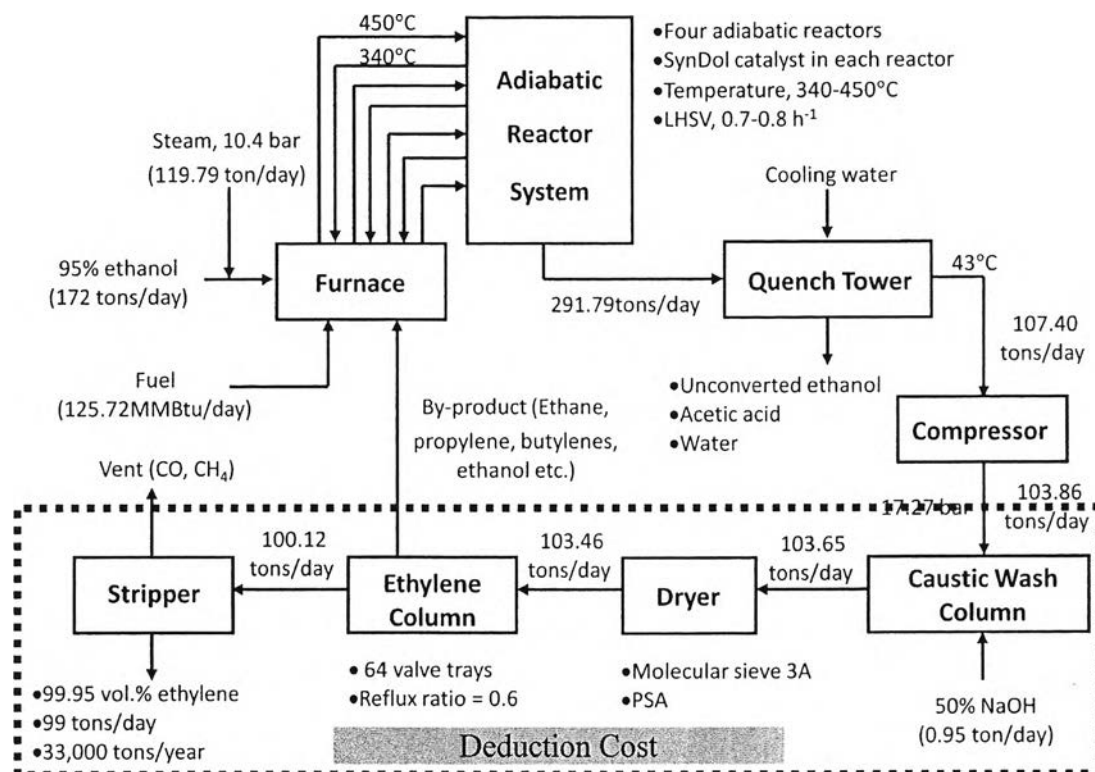 450°C
340°C
Adiabatic
Reactor
System
•Four adiabatic reactors
•SynDol catalyst in each reactor
•Temperature, 340-450°C
•LHSV, 0.7-0.8 h⁻¹
Steam, 10.4 bar
(119.79 ton/day)
95% ethanol
(172 tons/day)
Furnace
291.79tons/day
Cooling water
Quench Tower
43°C
107.40
tons/day
Fuel
(125.72MMBtu/day)
By-product (Ethane,
propylene, butylenes,
ethanol etc.)
•Unconverted ethanol
•Acetic acid
•Water
Compressor
Vent (CO, CH₄)
17.27 bar
103.86
tons/day
Stripper
100.12
tons/day
Ethylene
Column
103.46
tons/day
Dryer
103.65
tons/day
Caustic Wash
Column
•99.95 vol.% ethylene
•99 tons/day
•33,000 tons/year
• 64 valve trays
•Reflux ratio = 0.6
•Molecular sieve 3A
•PSA
50% NaOH
(0.95 ton/day)
Deduction Cost